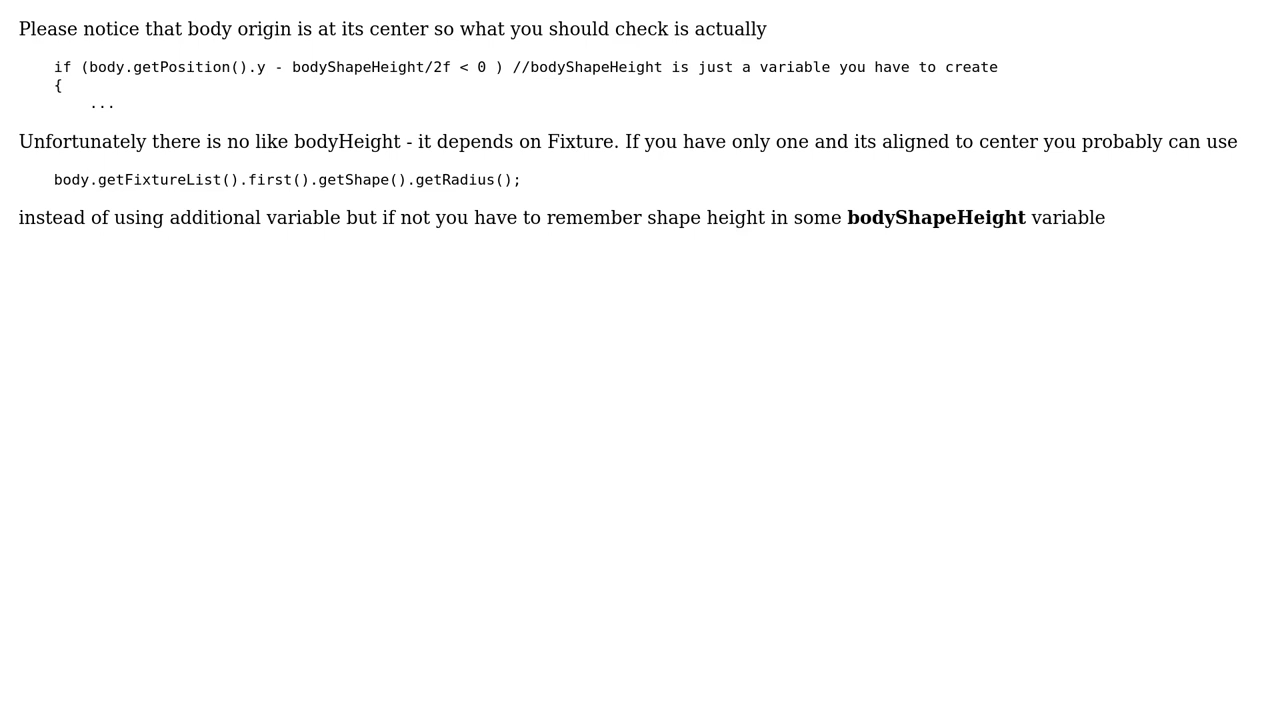 Please notice that body origin is at its center so what you should check is actually
if (body.getPosition().y - bodyShapeHeight/2f < 0 ) //bodyShapeHeight is just a variable you have to create
{
...
Unfortunately there is no like bodyHeight - it depends on Fixture. If you have only one and its aligned to center you probably can use
body.getFixtureList().first().getShape().getRadius();
instead of using additional variable but if not you have to remember shape height in some bodyShapeHeight variable